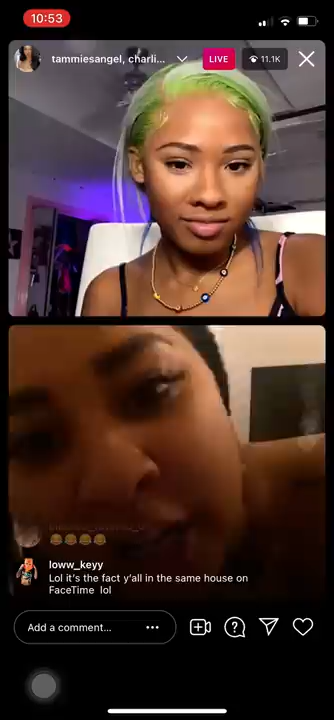 10:53
tammiesangel, charli...
LIVE
11.1K
loww_keyy
Lol it's the fact y'all in the same house on
FaceTime lol
Add a comment...